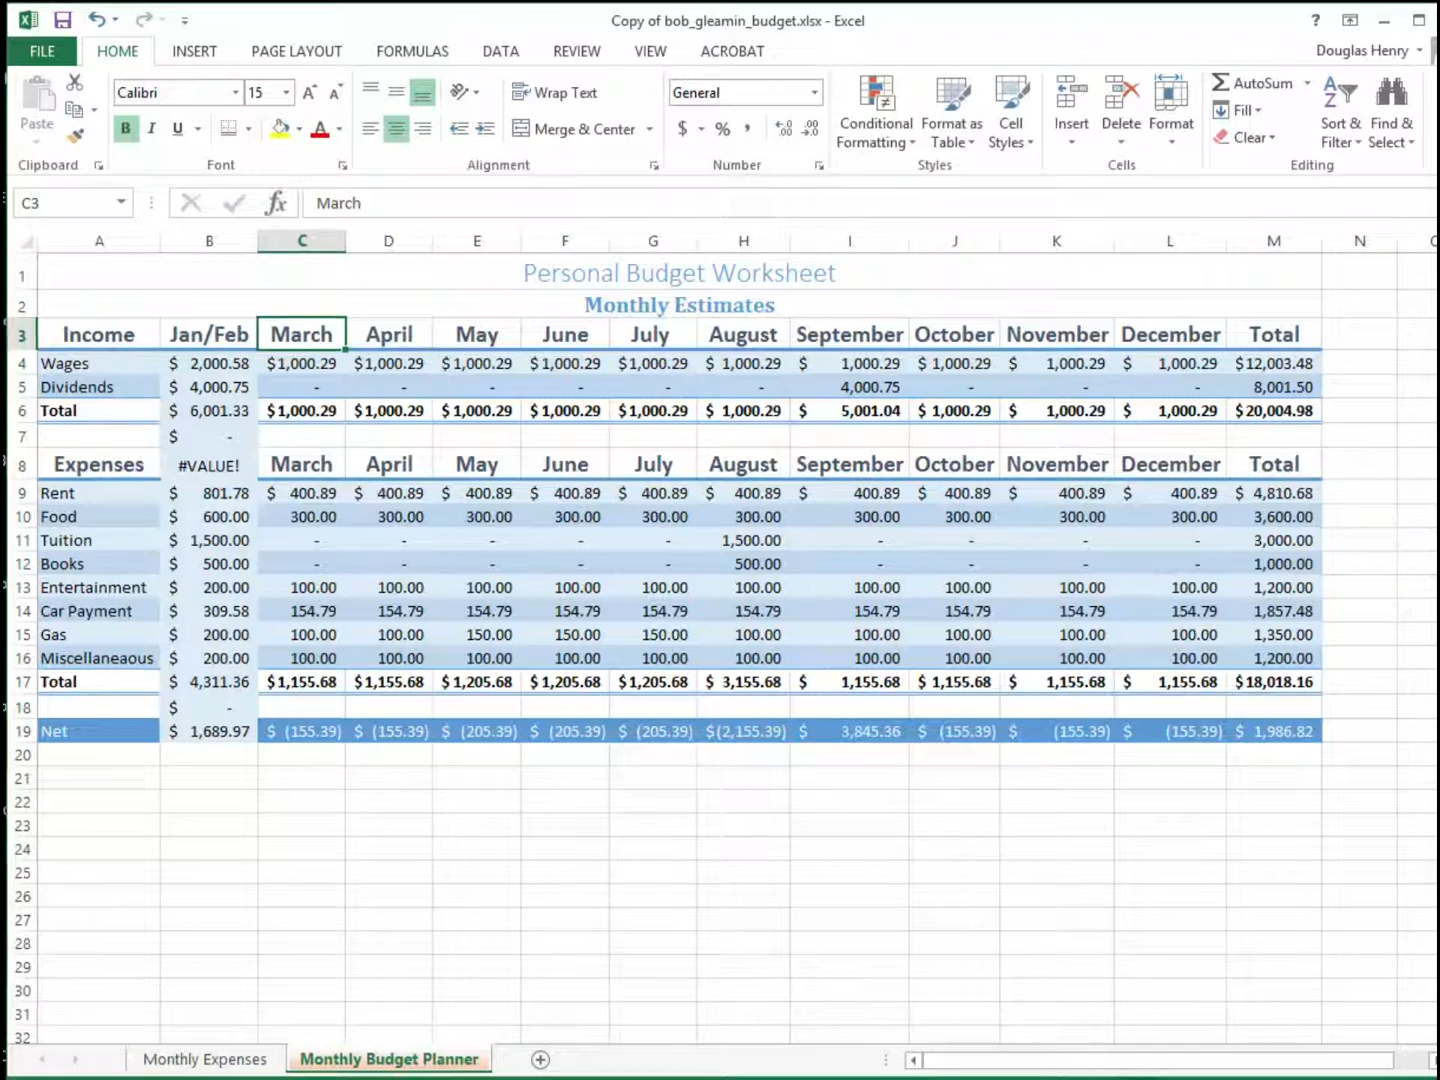 Copy of bob_gleamin_budget.xlsx - Excel
?
FILE HOME INSERT PAGE LAYOUT FORMULAS DATA REVIEW VIEW ACROBAT Douglas Henry
Paste
Calibri 15 A A
B I U A
Wrap Text
Merge & Center
General
$ % , .00 .0
Conditional Formatting
Format as Table
Cell Styles
Insert Delete Format
Σ AutoSum
Fill
Clear
Sort & Filter
Find & Select
Clipboard Font Alignment Number Styles Cells Editing
C3 fx March
A B C D E F G H I J K L M N
1 Personal Budget Worksheet
2 Monthly Estimates
3 Income Jan/Feb March April May June July August September October November December Total
4 Wages $ 2,000.58 $1,000.29 $1,000.29 $1,000.29 $1,000.29 $1,000.29 $ 1,000.29 $ 1,000.29 $ 1,000.29 $ 1,000.29 $ 1,000.29 $12,003.48
5 Dividends $ 4,000.75 - - - - - - 4,000.75 - - - 8,001.50
6 Total $ 6,001.33 $1,000.29 $1,000.29 $1,000.29 $1,000.29 $1,000.29 $ 1,000.29 $ 5,001.04 $ 1,000.29 $ 1,000.29 $ 1,000.29 $20,004.98
7 $ -
8 Expenses #VALUE! March April May June July August September October November December Total
9 Rent $ 801.78 $ 400.89 $ 400.89 $ 400.89 $ 400.89 $ 400.89 $ 400.89 $ 400.89 $ 400.89 $ 400.89 $ 400.89 $ 4,810.68
10 Food $ 600.00 300.00 300.00 300.00 300.00 300.00 300.00 300.00 300.00 300.00 300.00 3,600.00
11 Tuition $ 1,500.00 - - - - - 1,500.00 - - - - 3,000.00
12 Books $ 500.00 - - - - - 500.00 - - - - 1,000.00
13 Entertainment $ 200.00 100.00 100.00 100.00 100.00 100.00 100.00 100.00 100.00 100.00 100.00 1,200.00
14 Car Payment $ 309.58 154.79 154.79 154.79 154.79 154.79 154.79 154.79 154.79 154.79 154.79 1,857.48
15 Gas $ 200.00 100.00 100.00 150.00 150.00 150.00 100.00 100.00 100.00 100.00 100.00 1,350.00
16 Miscellaneaous $ 200.00 100.00 100.00 100.00 100.00 100.00 100.00 100.00 100.00 100.00 100.00 1,200.00
17 Total $ 4,311.36 $1,155.68 $1,155.68 $1,205.68 $1,205.68 $1,205.68 $ 3,155.68 $ 1,155.68 $ 1,155.68 $ 1,155.68 $ 1,155.68 $18,018.16
18 $ -
19 Net $ 1,689.97 $ (155.39) $ (155.39) $ (205.39) $ (205.39) $ (205.39) $(2,155.39) $ 3,845.36 $ (155.39) $ (155.39) $ (155.39) $ 1,986.82
20
21
22
23
24
25
26
27
28
29
30
31
32
Monthly Expenses Monthly Budget Planner